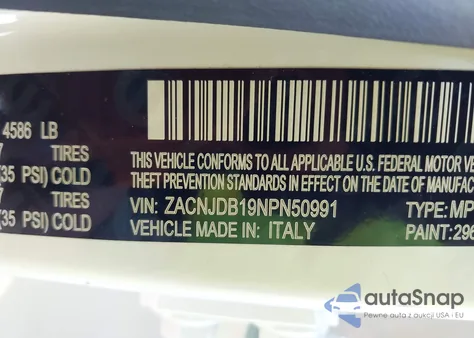 4586 LB
TIRES
(35 PSI) COLD
TIRES
(35 PSI) COLD
THIS VEHICLE CONFORMS TO ALL APPLICABLE U.S. FEDERAL MOTOR VE
THEFT PREVENTION STANDARDS IN EFFECT ON THE DATE OF MANUFAC
VIN: ZACNJDB19NPN50991 TYPE: MP
VEHICLE MADE IN: ITALY PAINT: 296
autoSnap
Pewne auta z aukcji USA i EU